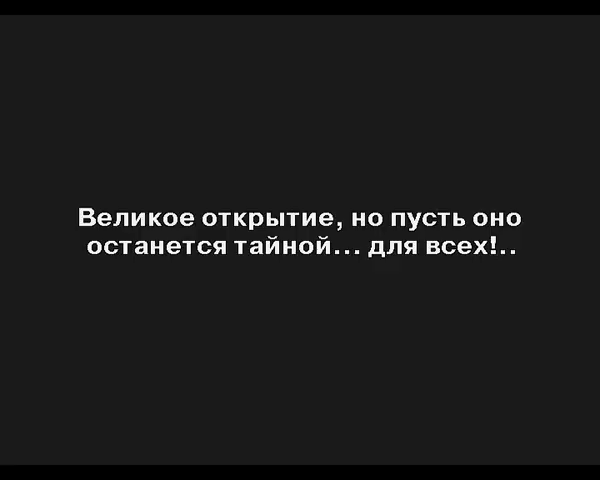 Великое открытие, но пусть оно
останется тайной... для всех!..